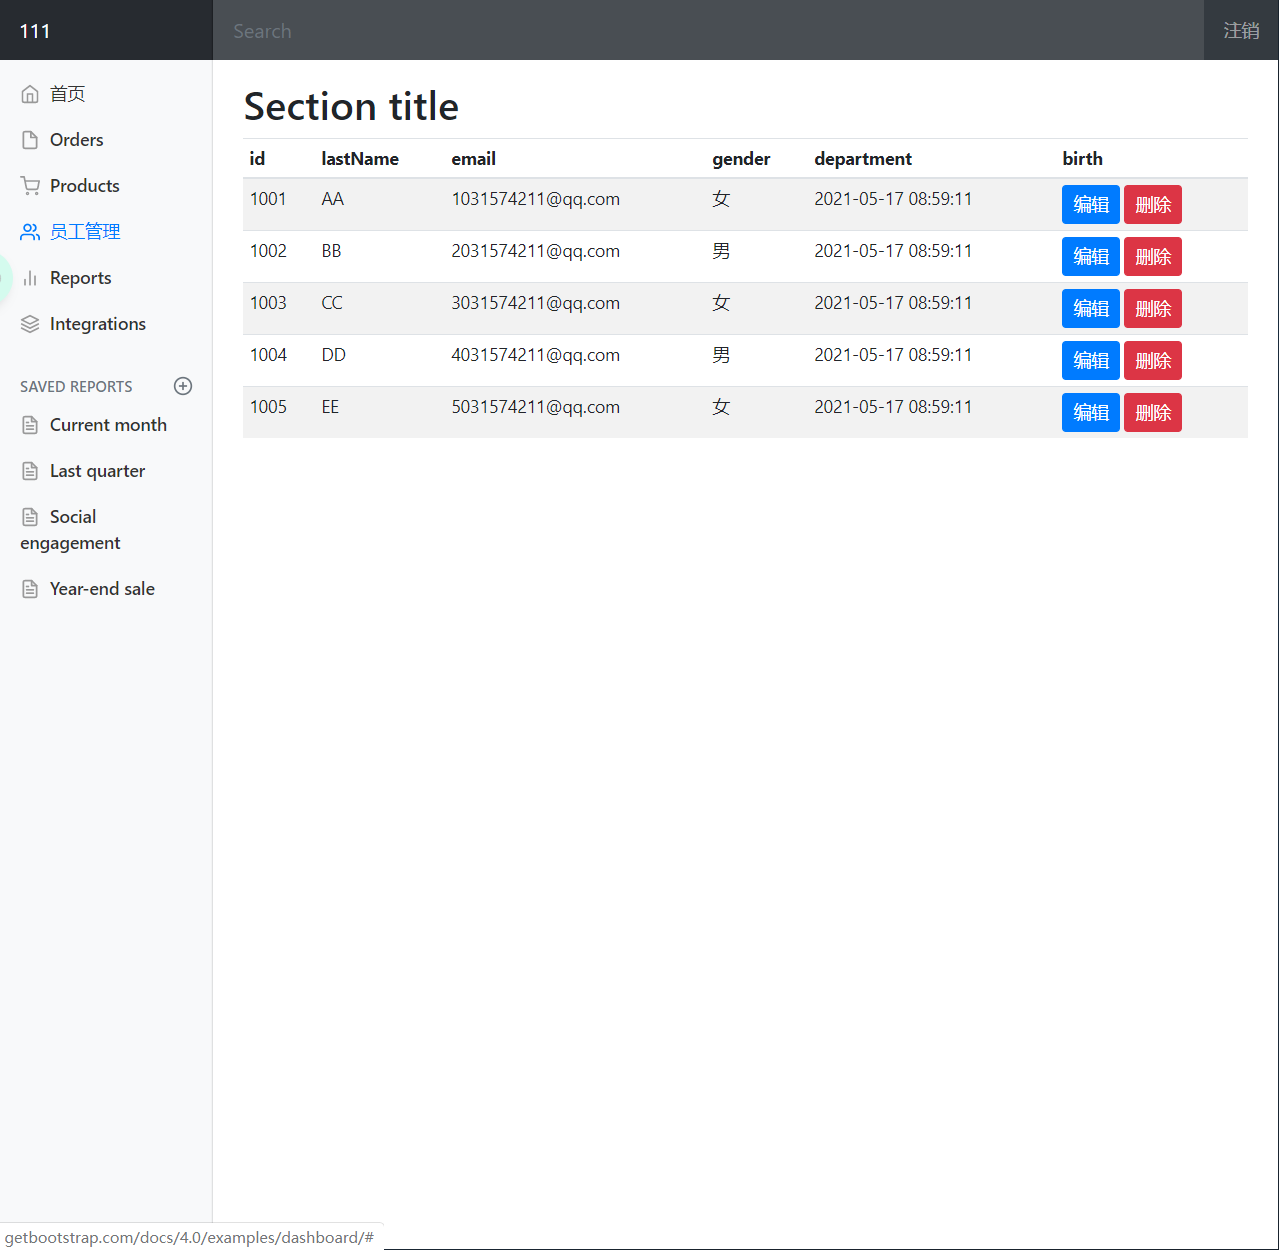 111 Search 注销
首页
Orders
Products
员工管理
Reports
Integrations
SAVED REPORTS
Current month
Last quarter
Social
engagement
Year-end sale
Section title
id lastName email gender department birth
1001 AA 1031574211@qq.com 女 2021-05-17 08:59:11 编辑 删除
1002 BB 2031574211@qq.com 男 2021-05-17 08:59:11 编辑 删除
1003 CC 3031574211@qq.com 女 2021-05-17 08:59:11 编辑 删除
1004 DD 4031574211@qq.com 男 2021-05-17 08:59:11 编辑 删除
1005 EE 5031574211@qq.com 女 2021-05-17 08:59:11 编辑 删除
getbootstrap.com/docs/4.0/examples/dashboard/#